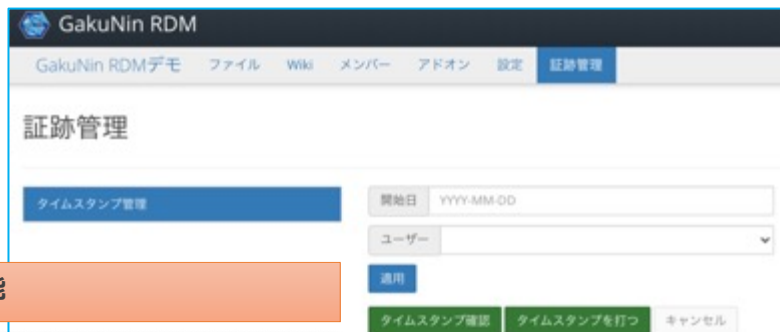 GakuNin RDM
GakuNin RDMデモ ファイル Wiki メンバー アドオン 設定 証跡管理
証跡管理
タイムスタンプ管理
開始日 YYYY-MM-DD
ユーザー
適用
タイムスタンプ確認 タイムスタンプを打つ キャンセル